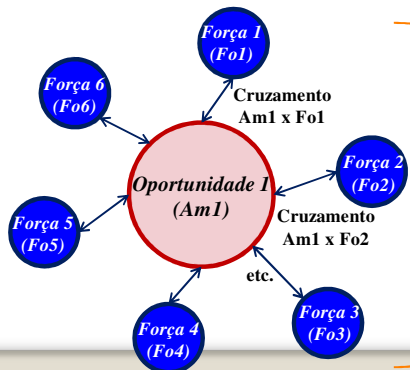 Força 1
(Fo1)
Força 6
(Fo6)
Cruzamento
Am1 x Fo1
Força 2
(Fo2)
Oportunidade 1
(Am1)
Cruzamento
Am1 x Fo2
Força 5
(Fo5)
etc.
Força 4
(Fo4)
Força 3
(Fo3)